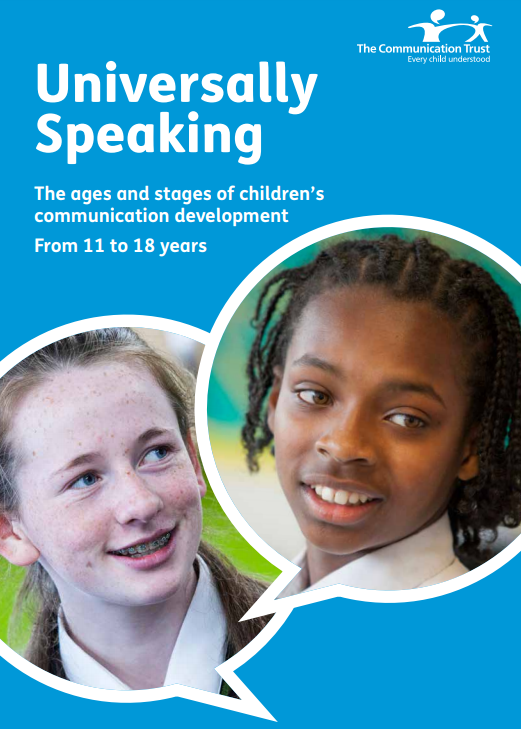 The Communication Trust
Every child understood
Universally
Speaking
The ages and stages of children's
communication development
From 11 to 18 years